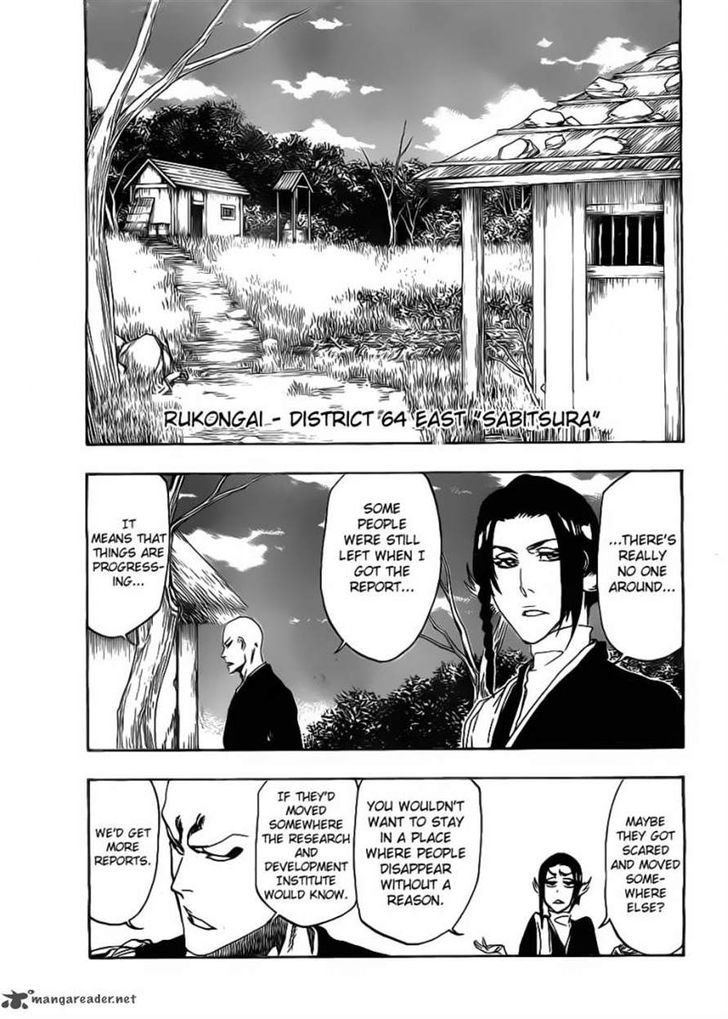 RUKONGAI - DISTRICT 64 EAST "SABITSURA"
...THERE'S
REALLY
NO ONE
AROUND...
SOME
PEOPLE
WERE STILL
LEFT WHEN I
GOT THE
REPORT...
IT
MEANS THAT
THINGS ARE
PROGRESS-
ING...
MAYBE
THEY GOT
SCARED
AND MOVED
SOME-
WHERE
ELSE?
YOU WOULDN'T
WANT TO STAY
IN A PLACE
WHERE PEOPLE
DISAPPEAR
WITHOUT A
REASON.
IF THEY'D
MOVED
SOMEWHERE
THE RESEARCH
AND
DEVELOPMENT
INSTITUTE
WOULD KNOW.
WE'D GET
MORE
REPORTS.
mangareader.net